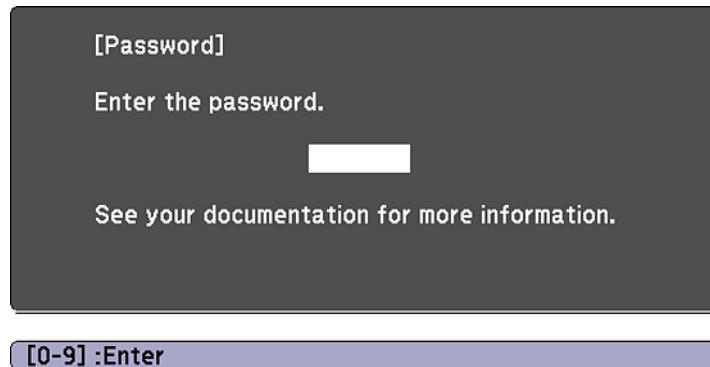 [Password]
Enter the password.
See your documentation for more information.
[0-9]:Enter